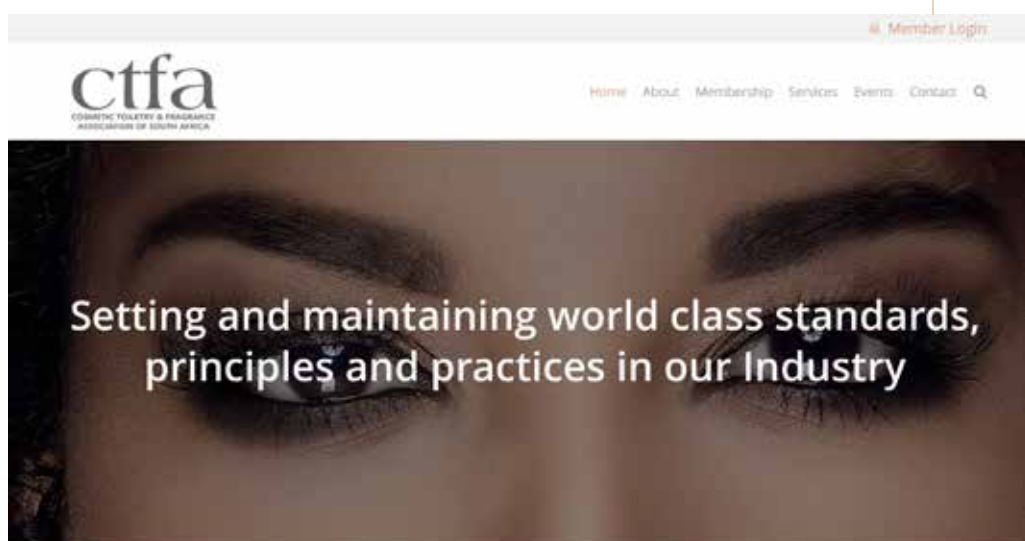 Member Login
ctfa
COSMETIC TOILETRY & FRAGRANCE
ASSOCIATION OF SOUTH AFRICA
Home About Membership Services Events Contact
Setting and maintaining world class standards,
principles and practices in our Industry